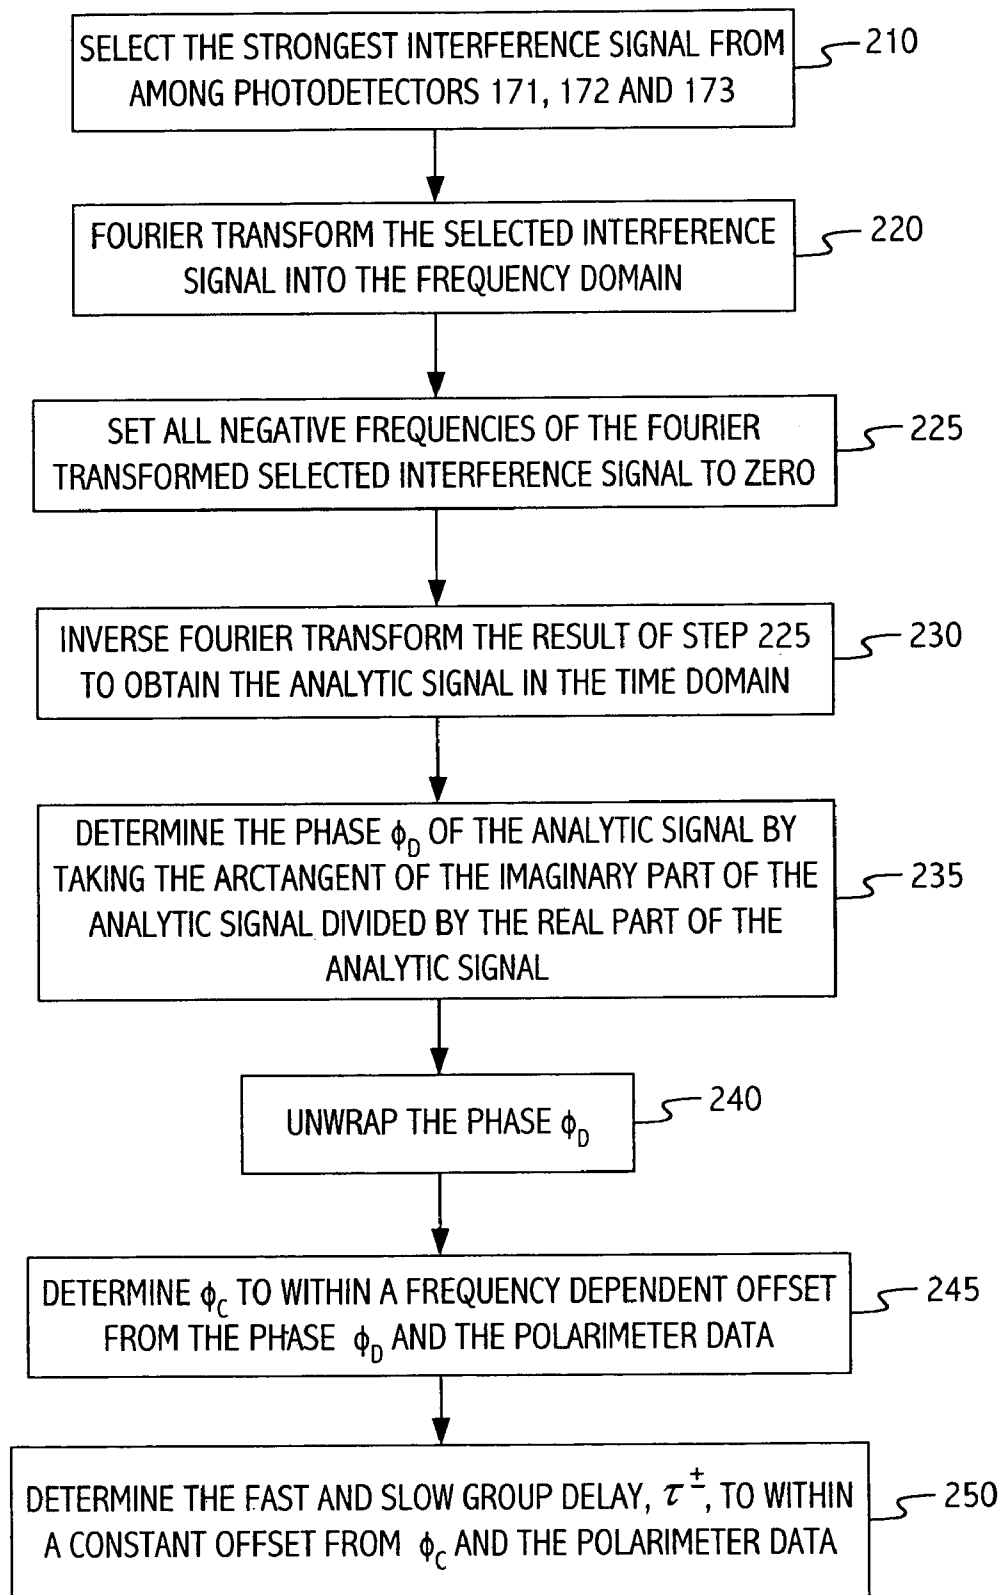 SELECT THE STRONGEST INTERFERENCE SIGNAL FROM
AMONG PHOTODETECTORS 171, 172 AND 173
210
FOURIER TRANSFORM THE SELECTED INTERFERENCE
SIGNAL INTO THE FREQUENCY DOMAIN
220
SET ALL NEGATIVE FREQUENCIES OF THE FOURIER
TRANSFORMED SELECTED INTERFERENCE SIGNAL TO ZERO
225
INVERSE FOURIER TRANSFORM THE RESULT OF STEP 225
TO OBTAIN THE ANALYTIC SIGNAL IN THE TIME DOMAIN
230
DETERMINE THE PHASE ϕ_D OF THE ANALYTIC SIGNAL BY
TAKING THE ARCTANGENT OF THE IMAGINARY PART OF THE
ANALYTIC SIGNAL DIVIDED BY THE REAL PART OF THE
ANALYTIC SIGNAL
235
UNWRAP THE PHASE ϕ_D
240
DETERMINE ϕ_C TO WITHIN A FREQUENCY DEPENDENT OFFSET
FROM THE PHASE ϕ_D AND THE POLARIMETER DATA
245
DETERMINE THE FAST AND SLOW GROUP DELAY, τ^±, TO WITHIN
A CONSTANT OFFSET FROM ϕ_C AND THE POLARIMETER DATA
250